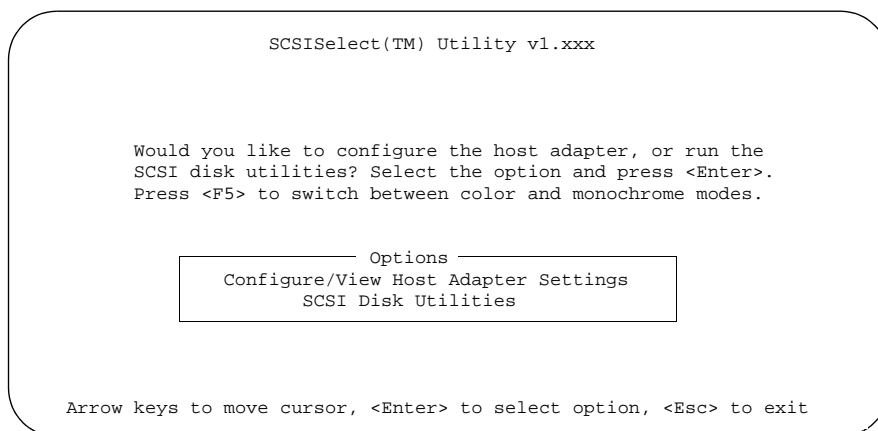 SCSISelect(TM) Utility v1.xxx
Would you like to configure the host adapter, or run the
SCSI disk utilities? Select the option and press <Enter>.
Press <F5> to switch between color and monochrome modes.
Options
Configure/View Host Adapter Settings
SCSI Disk Utilities
Arrow keys to move cursor, <Enter> to select option, <Esc> to exit